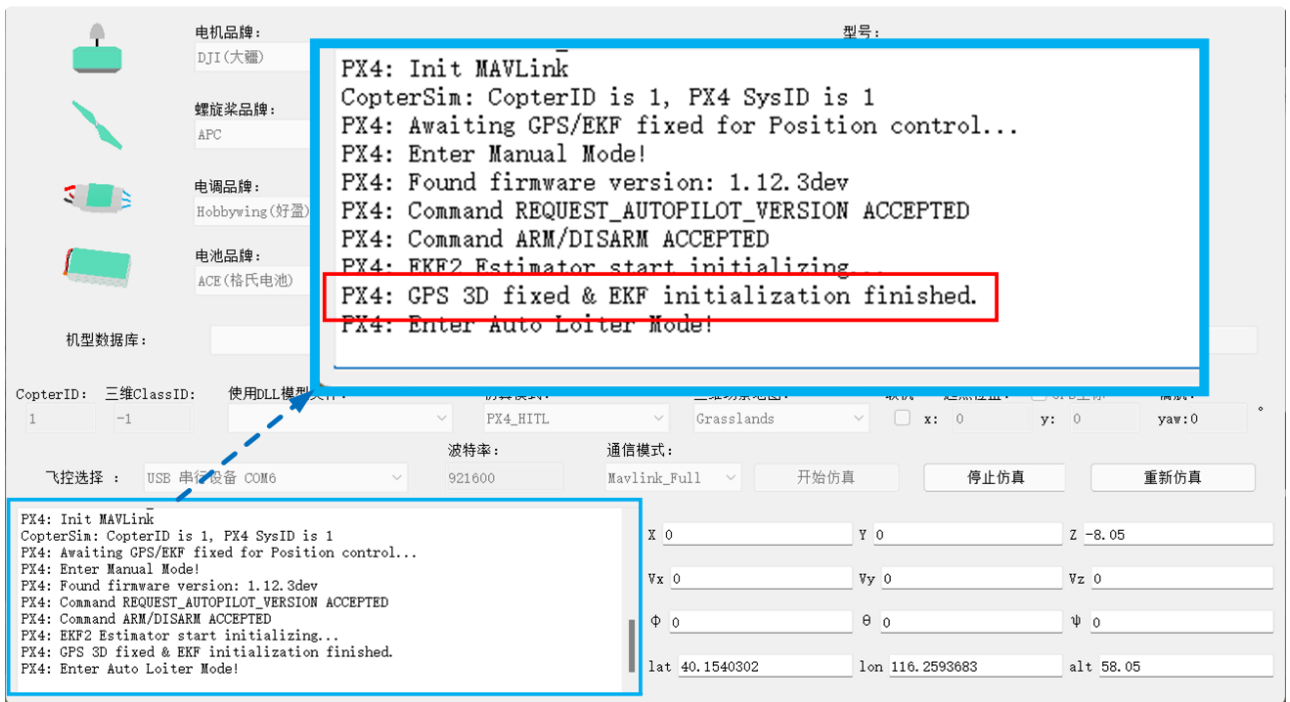 电机品牌:
型号:
DJI(大疆)
螺旋桨品牌:
APC
电调品牌:
Hobbywing(好盈)
电池品牌:
ACE(格氏电池)
机型数据库:
PX4: Init MAVLink
CopterSim: CopterID is 1, PX4 SysID is 1
PX4: Awaiting GPS/EKF fixed for Position control...
PX4: Enter Manual Mode!
PX4: Found firmware version: 1.12.3dev
PX4: Command REQUEST_AUTOPILOT_VERSION ACCEPTED
PX4: Command ARM/DISARM ACCEPTED
PX4: EKF2 Estimator start initializing...
PX4: GPS 3D fixed & EKF initialization finished.
PX4: Enter Auto Loiter Mode!
CopterID: 三维ClassID: 使用DLL模型
1 -1 PX4_HITL Grasslands x: 0 y: 0 yaw:0 °
波特率: 通信模式:
飞控选择 : USB 串行设备 COM6 921600 Mavlink_Full 开始仿真 停止仿真 重新仿真
PX4: Init MAVLink
CopterSim: CopterID is 1, PX4 SysID is 1
PX4: Awaiting GPS/EKF fixed for Position control...
PX4: Enter Manual Mode!
PX4: Found firmware version: 1.12.3dev
PX4: Command REQUEST_AUTOPILOT_VERSION ACCEPTED
PX4: Command ARM/DISARM ACCEPTED
PX4: EKF2 Estimator start initializing...
PX4: GPS 3D fixed & EKF initialization finished.
PX4: Enter Auto Loiter Mode!
X 0 Y 0 Z -8.05
Vx 0 Vy 0 Vz 0
Φ 0 θ 0 ψ 0
lat 40.1540302 lon 116.2593683 alt 58.05